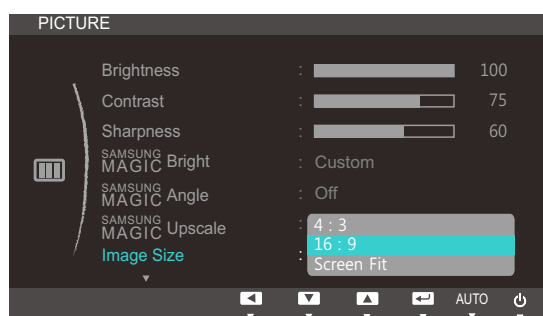 PICTURE
Brightness : 100
Contrast : 75
Sharpness : 60
SAMSUNG MAGIC Bright : Custom
SAMSUNG MAGIC Angle : Off
SAMSUNG MAGIC Upscale :
4 : 3
16 : 9
Image Size :
Screen Fit
AUTO